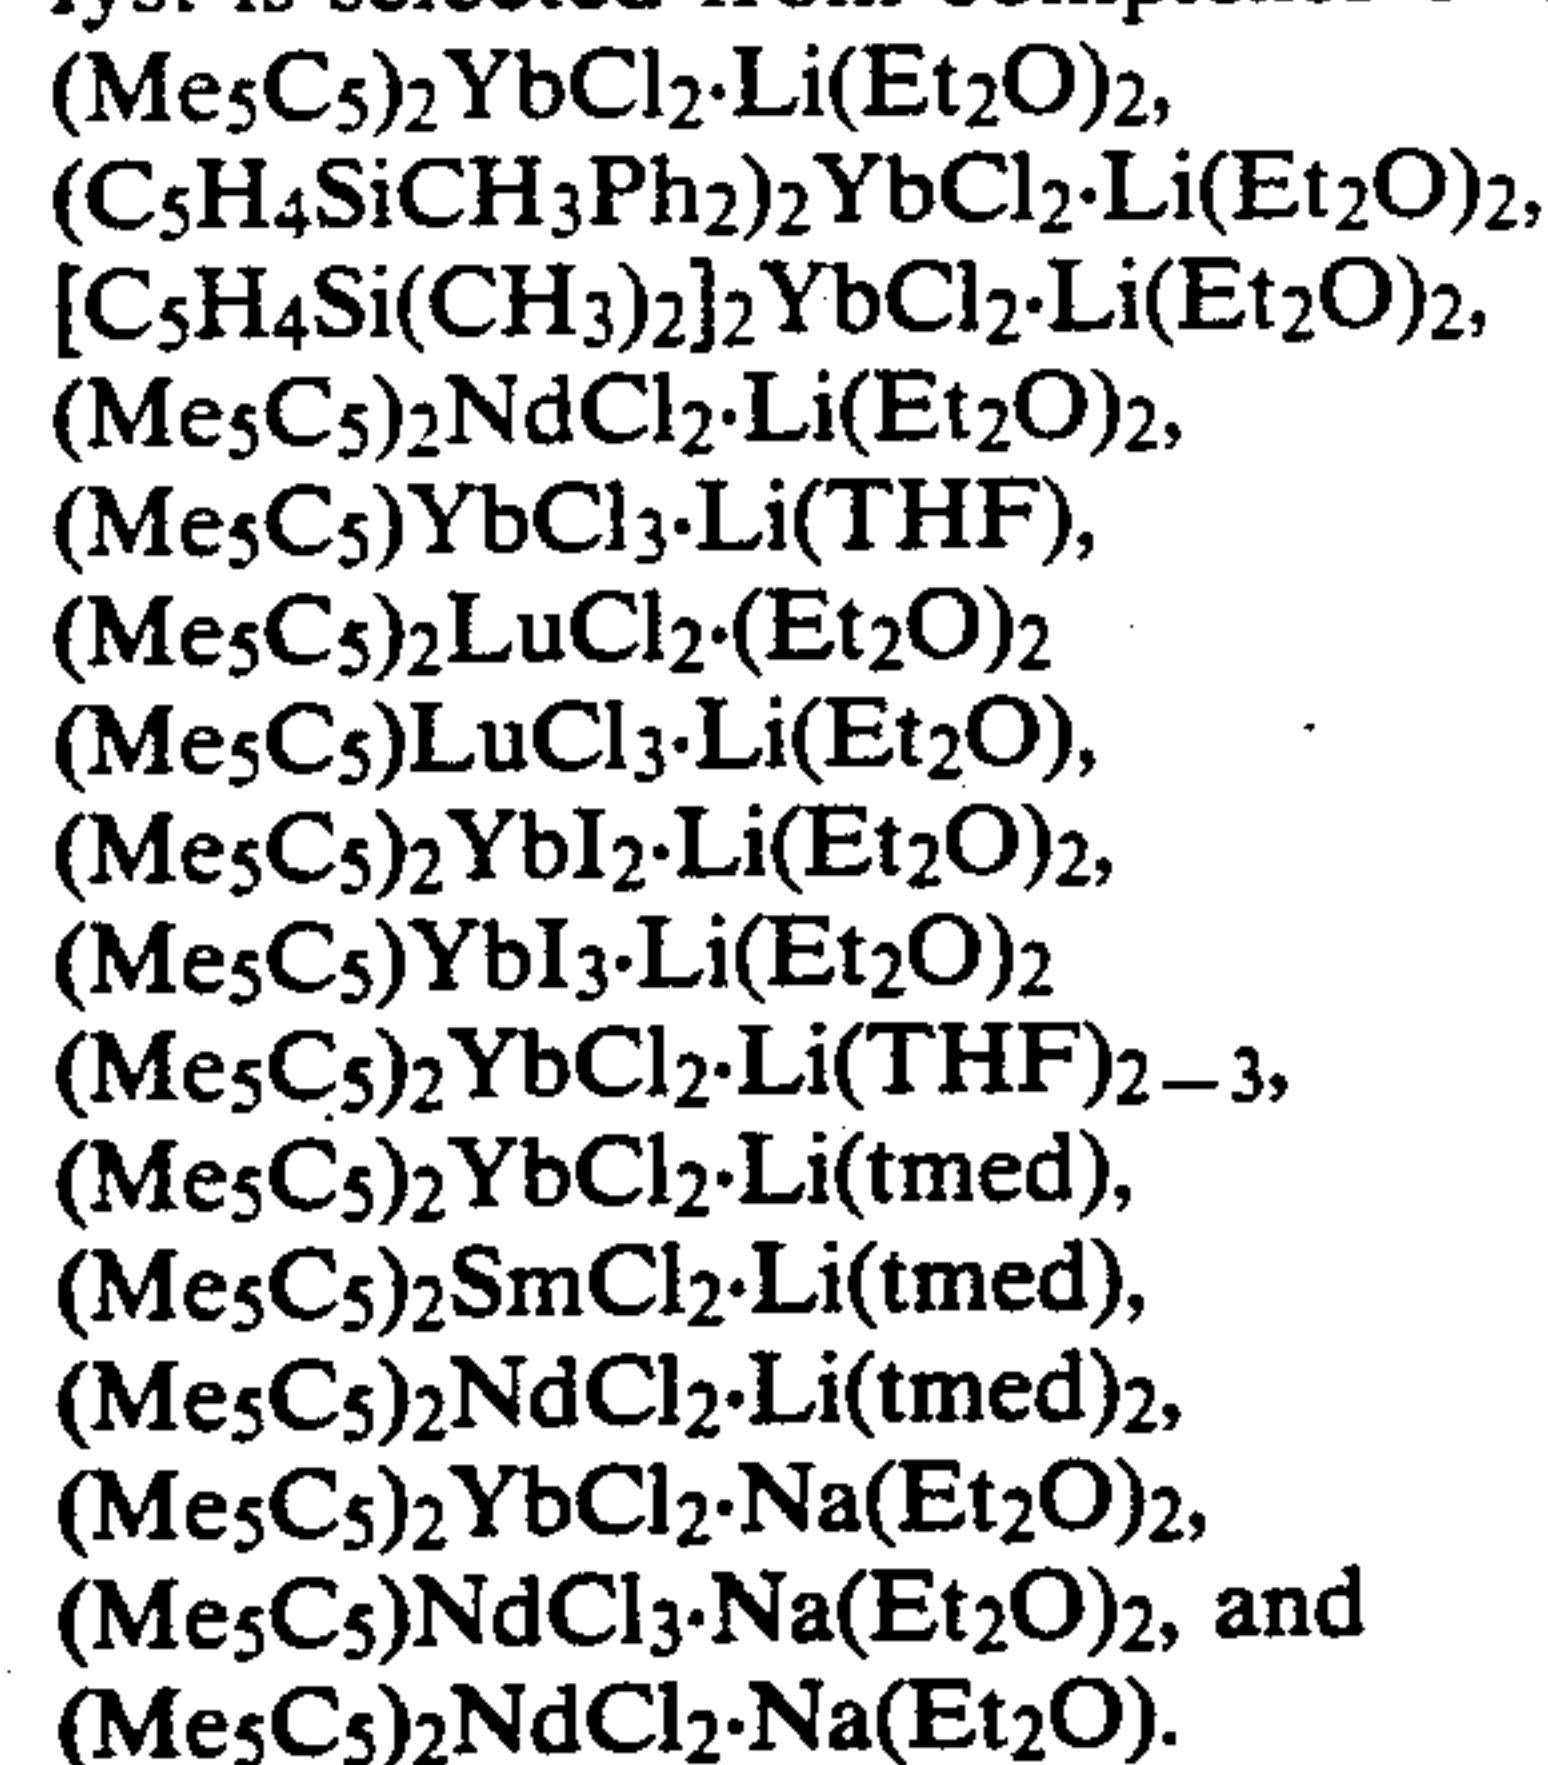 is selected from
(Me5C5)2YbCl2·Li(Et2O)2,
(C5H4SiCH3Ph2)2YbCl2·Li(Et2O)2,
[C5H4Si(CH3)2]2YbCl2·Li(Et2O)2,
(Me5C5)2NdCl2·Li(Et2O)2,
(Me5C5)YbCl3·Li(THF),
(Me5C5)2LuCl2·(Et2O)2
(Me5C5)LuCl3·Li(Et2O),
(Me5C5)2YbI2·Li(Et2O)2,
(Me5C5)YbI3·Li(Et2O)2
(Me5C5)2YbCl2·Li(THF)2–3,
(Me5C5)2YbCl2·Li(tmed),
(Me5C5)2SmCl2·Li(tmed),
(Me5C5)2NdCl2·Li(tmed)2,
(Me5C5)2YbCl2·Na(Et2O)2,
(Me5C5)NdCl3·Na(Et2O)2, and
(Me5C5)2NdCl2·Na(Et2O).